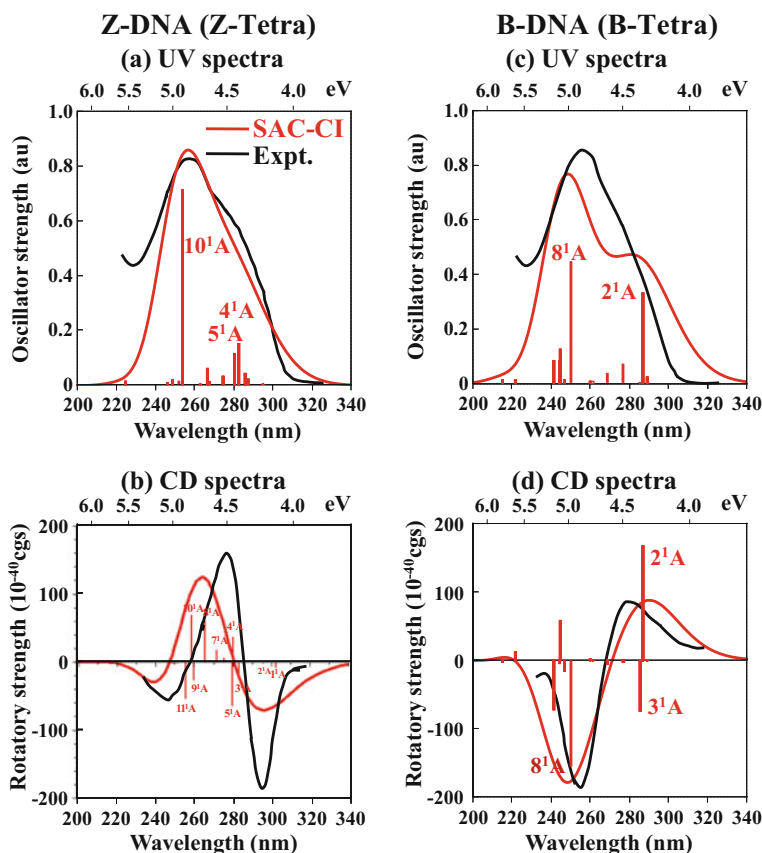 Z-DNA (Z-Tetra)
(a) UV spectra
6.0 5.5 5.0 4.5 4.0 eV
Oscillator strength (au)
1.0
0.8
0.6
0.4
0.2
0
SAC-CI
Expt.
10¹A
4¹A
5¹A
200 220 240 260 280 300 320 340
Wavelength (nm)
B-DNA (B-Tetra)
(c) UV spectra
6.0 5.5 5.0 4.5 4.0 eV
Oscillator strength (au)
1.0
0.8
0.6
0.4
0.2
0
8¹A
2¹A
200 220 240 260 280 300 320 340
Wavelength (nm)
(b) CD spectra
6.0 5.5 5.0 4.5 4.0 eV
Rotatory strength (10⁻⁴⁰cgs)
200
100
0
-100
-200
10¹A
4¹A
7¹A
2¹A
1¹A
9¹A
3¹A
11¹A
5¹A
200 220 240 260 280 300 320 340
Wavelength (nm)
(d) CD spectra
6.0 5.5 5.0 4.5 4.0 eV
Rotatory strength (10⁻⁴⁰cgs)
200
100
0
-100
-200
2¹A
3¹A
8¹A
200 220 240 260 280 300 320 340
Wavelength (nm)